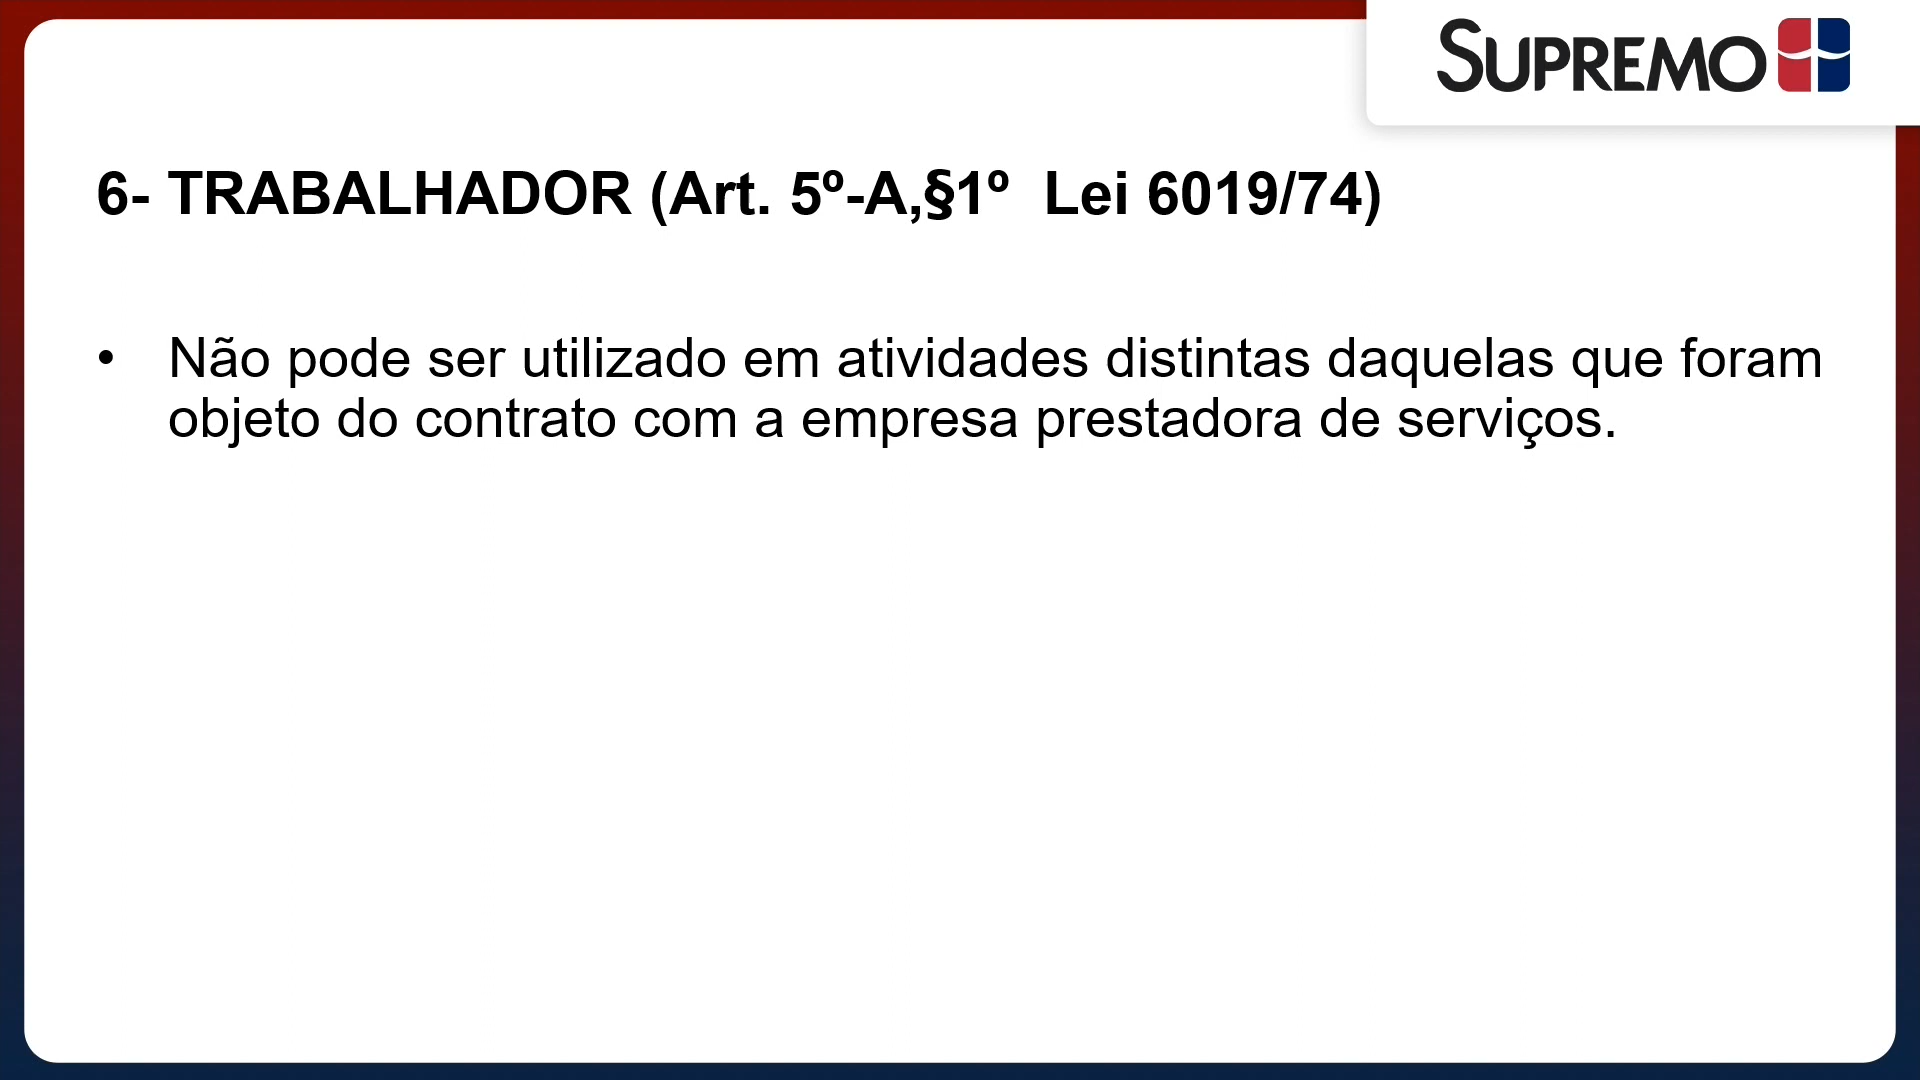 SUPREMO
6- TRABALHADOR (Art. 5º-A,§1º  Lei 6019/74)
• Não pode ser utilizado em atividades distintas daquelas que foram
objeto do contrato com a empresa prestadora de serviços.